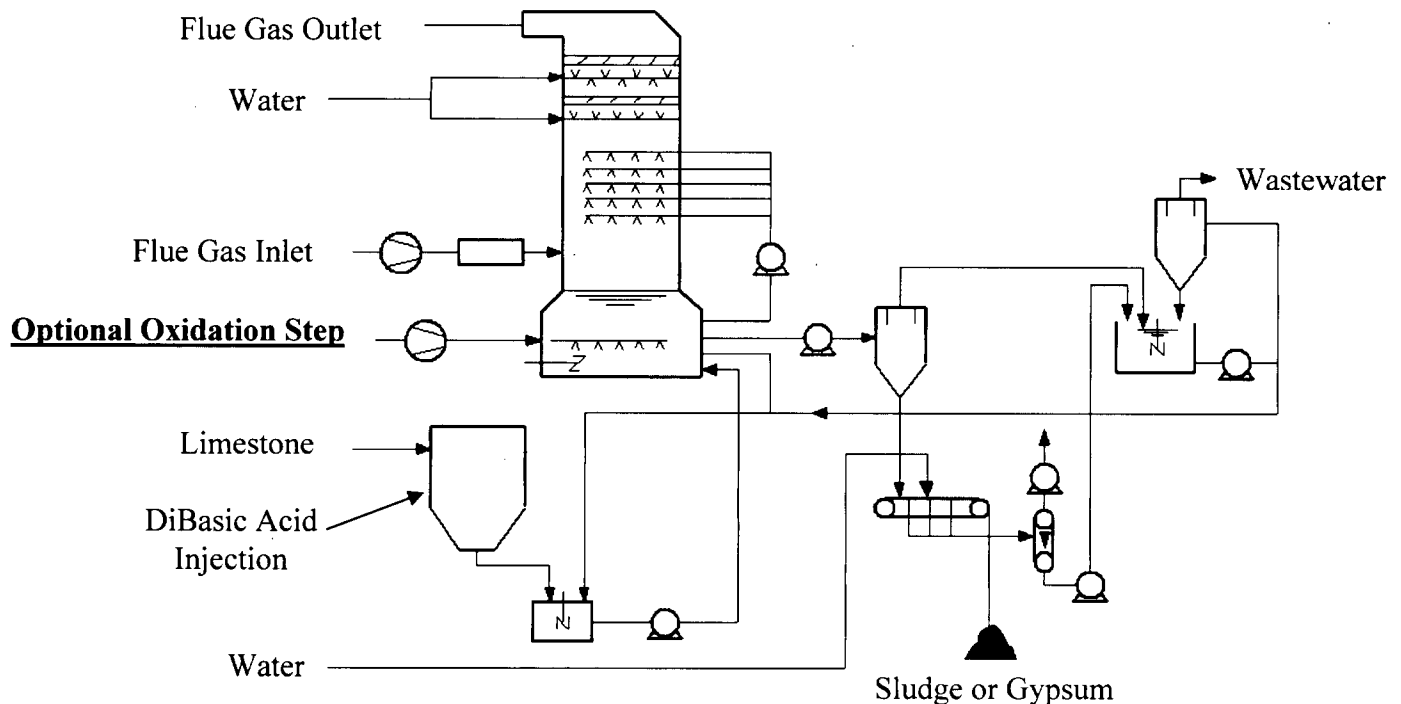 Flue Gas Outlet
Water
Wastewater
Flue Gas Inlet
Optional Oxidation Step
Limestone
DiBasic Acid
Injection
Water
Sludge or Gypsum